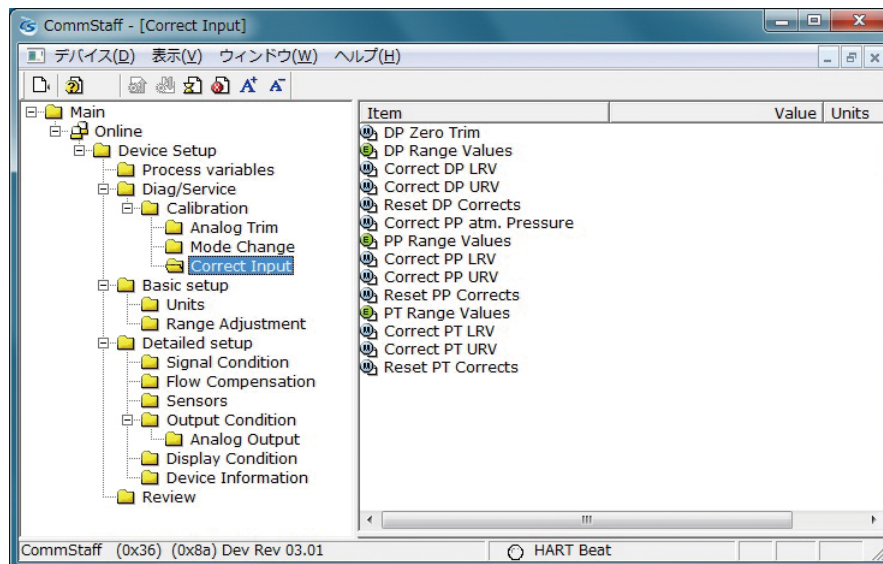 CommStaff - [Correct Input]
デバイス(D) 表示(V) ウィンドウ(W) ヘルプ(H)
Main
Online
Device Setup
Process variables
Diag/Service
Calibration
Analog Trim
Mode Change
Correct Input
Basic setup
Units
Range Adjustment
Detailed setup
Signal Condition
Flow Compensation
Sensors
Output Condition
Analog Output
Display Condition
Device Information
Review
Item Value Units
DP Zero Trim
DP Range Values
Correct DP LRV
Correct DP URV
Reset DP Corrects
Correct PP atm. Pressure
PP Range Values
Correct PP LRV
Correct PP URV
Reset PP Corrects
PT Range Values
Correct PT LRV
Correct PT URV
Reset PT Corrects
CommStaff (0x36) (0x8a) Dev Rev 03.01 HART Beat